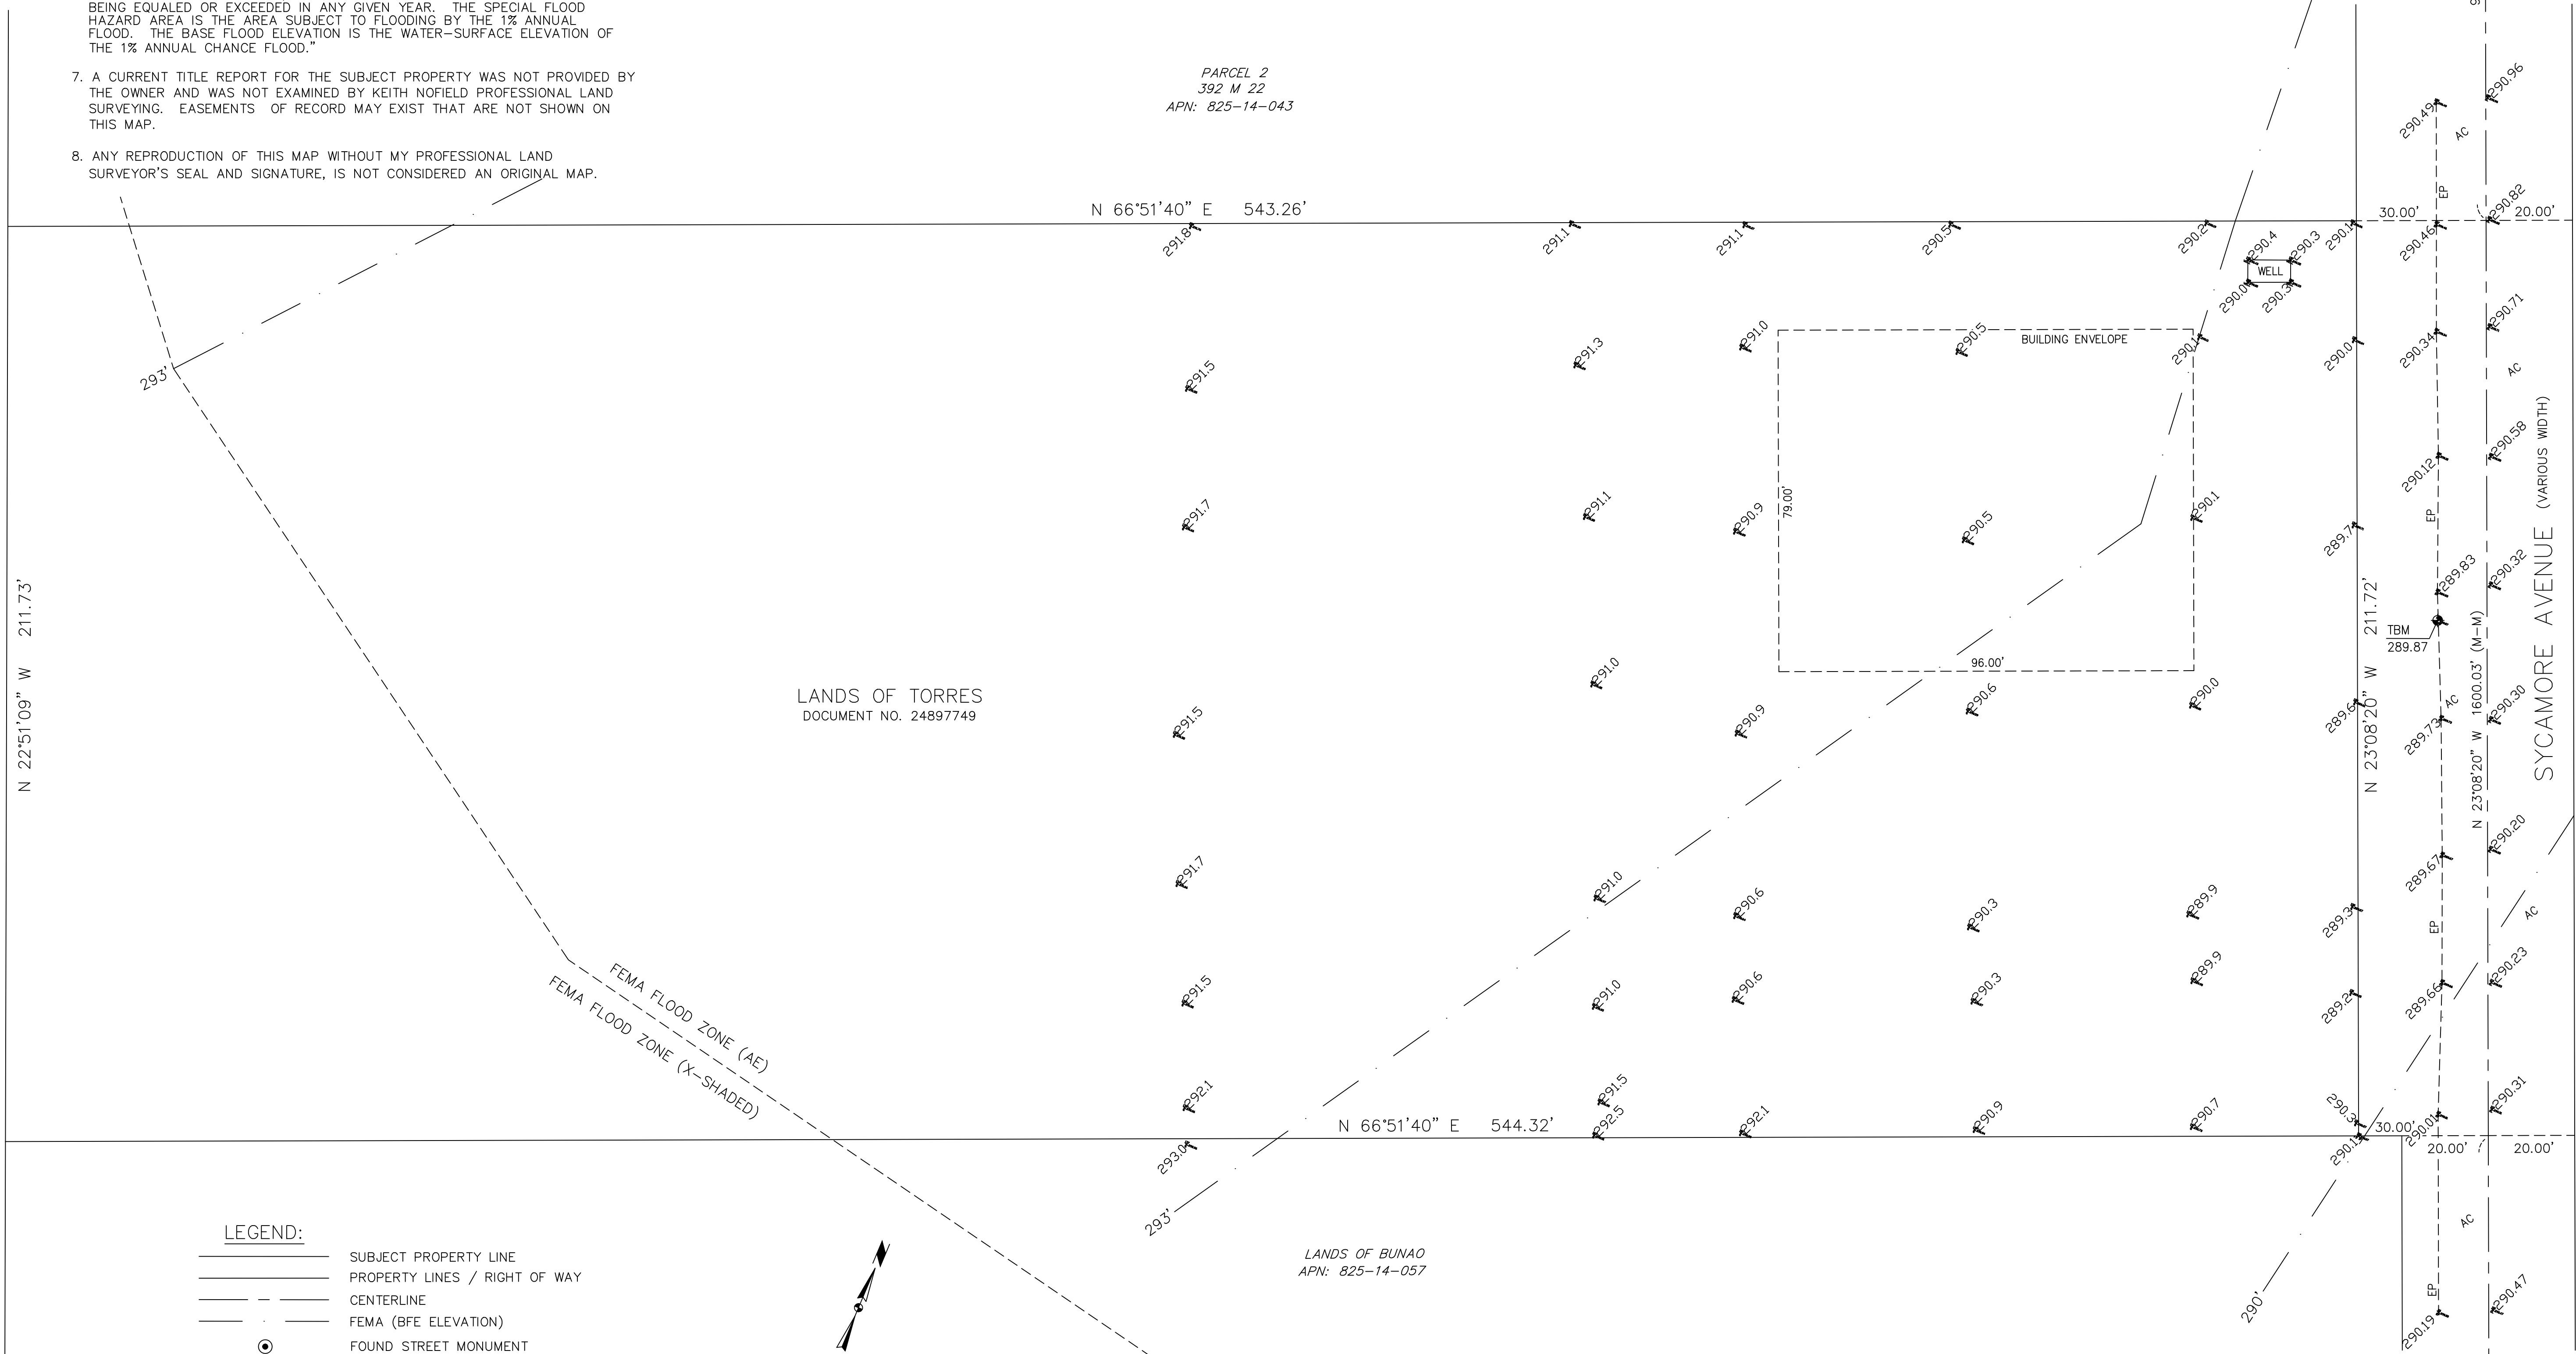 BEING EQUALED OR EXCEEDED IN ANY GIVEN YEAR. THE SPECIAL FLOOD
HAZARD AREA IS THE AREA SUBJECT TO FLOODING BY THE 1% ANNUAL
FLOOD. THE BASE FLOOD ELEVATION IS THE WATER-SURFACE ELEVATION OF
THE 1% ANNUAL CHANCE FLOOD."
7. A CURRENT TITLE REPORT FOR THE SUBJECT PROPERTY WAS NOT PROVIDED BY
THE OWNER AND WAS NOT EXAMINED BY KEITH NOFIELD PROFESSIONAL LAND
SURVEYING. EASEMENTS OF RECORD MAY EXIST THAT ARE NOT SHOWN ON
THIS MAP.
8. ANY REPRODUCTION OF THIS MAP WITHOUT MY PROFESSIONAL LAND
SURVEYOR'S SEAL AND SIGNATURE, IS NOT CONSIDERED AN ORIGINAL MAP.
PARCEL 2
392 M 22
APN: 825-14-043
N 66°51'40" E 543.26'
291.8
291.1
291.1
290.5
290.2
290.1
30.00'
20.00'
290.49
290.96
AC
EP
290.82
290.46
290.4
290.3
WELL
290.0
290.3
293'
291.5
291.3
291.0
290.5
BUILDING ENVELOPE
290.1
290.0
290.34
290.71
AC
291.7
291.1
290.9
79.00'
290.5
290.1
289.7
290.12
290.58
EP
289.83
290.32
TBM
289.87
96.00'
N 22°51'09" W 211.73'
LANDS OF TORRES
DOCUMENT NO. 24897749
291.5
291.0
290.9
290.6
290.0
289.6
N 23°08'20" W 211.72'
289.73
AC
290.30
N 23°08'20" W 1600.03' (M-M)
SYCAMORE AVENUE (VARIOUS WIDTH)
291.7
291.0
290.6
290.3
289.9
289.3
289.67
290.20
EP
AC
FEMA FLOOD ZONE (AE)
FEMA FLOOD ZONE (X-SHADED)
291.5
291.0
290.6
290.3
289.9
289.2
289.66
290.23
292.1
291.5
N 66°51'40" E 544.32'
293.0
292.5
292.1
290.9
290.7
290.3
290.1
30.00'
290.01
290.31
20.00'
20.00'
293'
LANDS OF BUNAO
APN: 825-14-057
290'
AC
EP
290.19
290.47
LEGEND:
SUBJECT PROPERTY LINE
PROPERTY LINES / RIGHT OF WAY
CENTERLINE
FEMA (BFE ELEVATION)
FOUND STREET MONUMENT